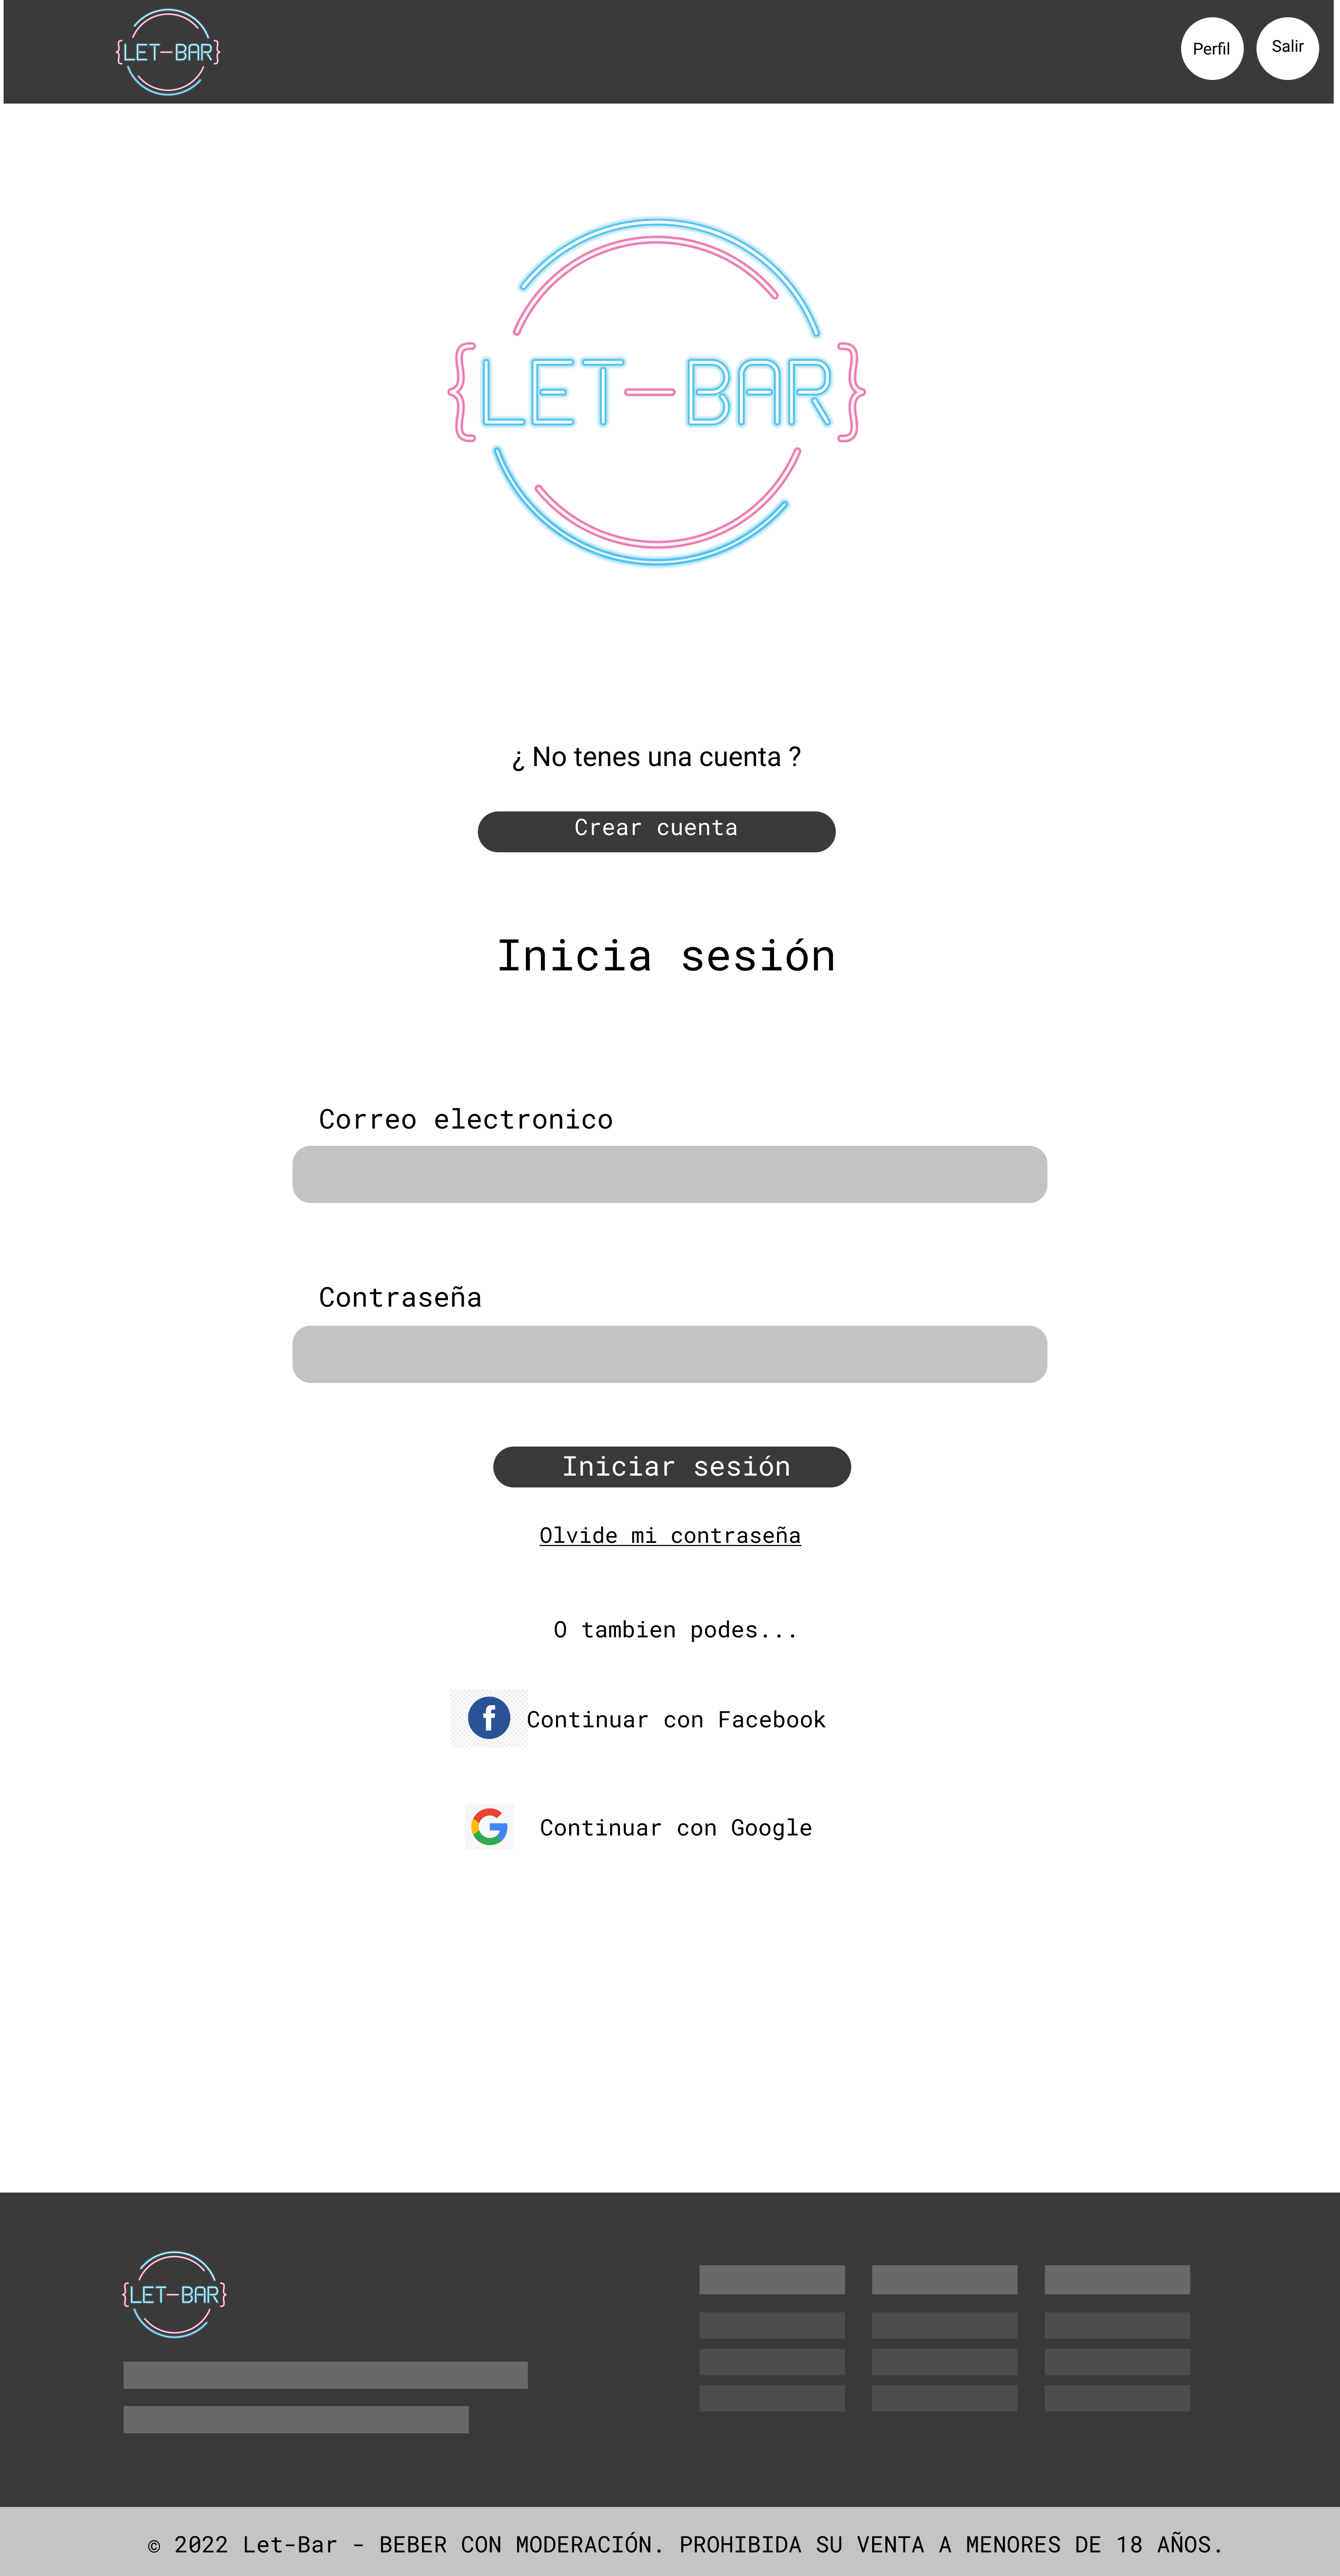 {LET-BAR}
Perfil
Salir
{LET-BAR}
¿ No tenes una cuenta ?
Crear cuenta
Inicia sesión
Correo electronico
Contraseña
Iniciar sesión
Olvide mi contraseña
O tambien podes...
Continuar con Facebook
Continuar con Google
{LET-BAR}
© 2022 Let-Bar - BEBER CON MODERACIÓN. PROHIBIDA SU VENTA A MENORES DE 18 AÑOS.